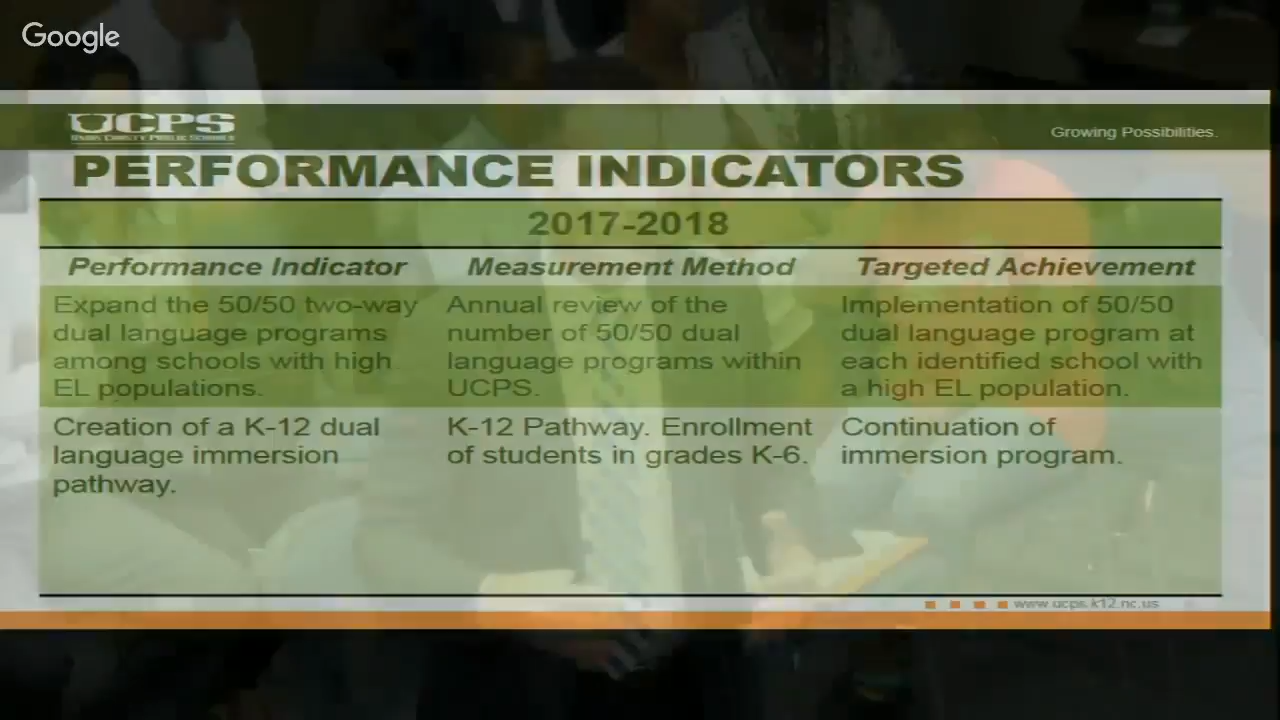 Google
UCPS
UNION COUNTY PUBLIC SCHOOLS
Growing Possibilities.
PERFORMANCE INDICATORS
2017-2018
Performance Indicator Measurement Method Targeted Achievement
Expand the 50/50 two-way Annual review of the Implementation of 50/50
dual language programs number of 50/50 dual dual language program at
among schools with high language programs within each identified school with
EL populations. UCPS. a high EL population.
Creation of a K-12 dual K-12 Pathway. Enrollment Continuation of
language immersion of students in grades K-6. immersion program.
pathway.
www.ucps.k12.nc.us